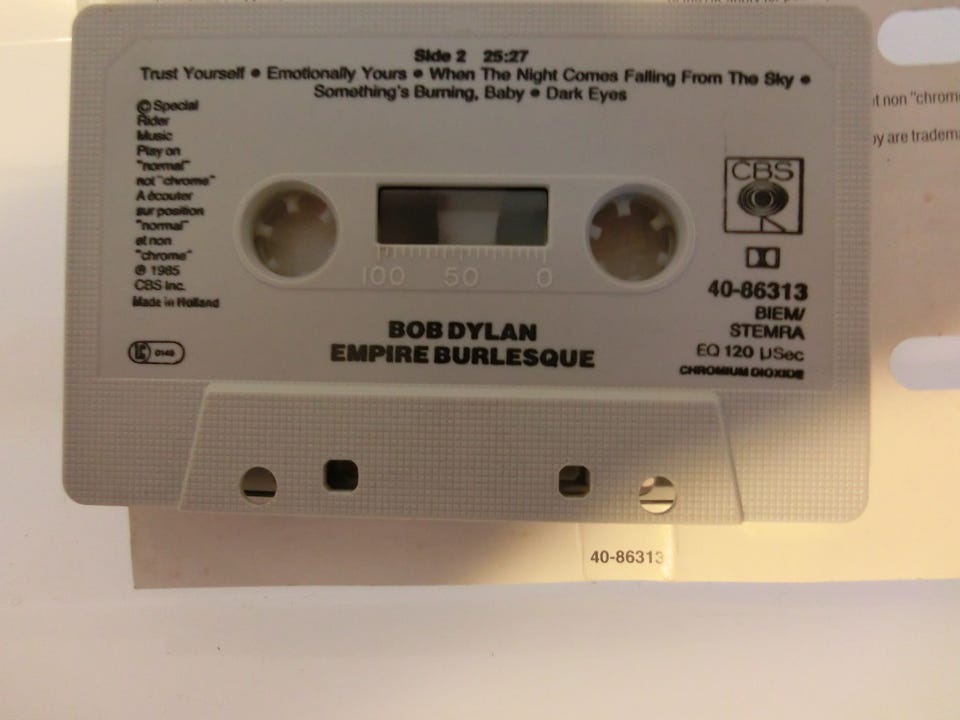 Side 2 25:27
Trust Yourself • Emotionally Yours • When The Night Comes Falling From The Sky •
Something's Burning, Baby • Dark Eyes
© Special
Rider
Music
Play on
"normal"
not "chrome"
A écouter
sur position
"normal"
et non
"chrome"
℗ 1985
CBS Inc.
Made in Holland
CBS
100 50 0
40-86313
BIEM/
STEMRA
EQ 120 µSec
CHROMIUM DIOXIDE
BOB DYLAN
EMPIRE BURLESQUE
40-86313
t non "chrom
y are tradema